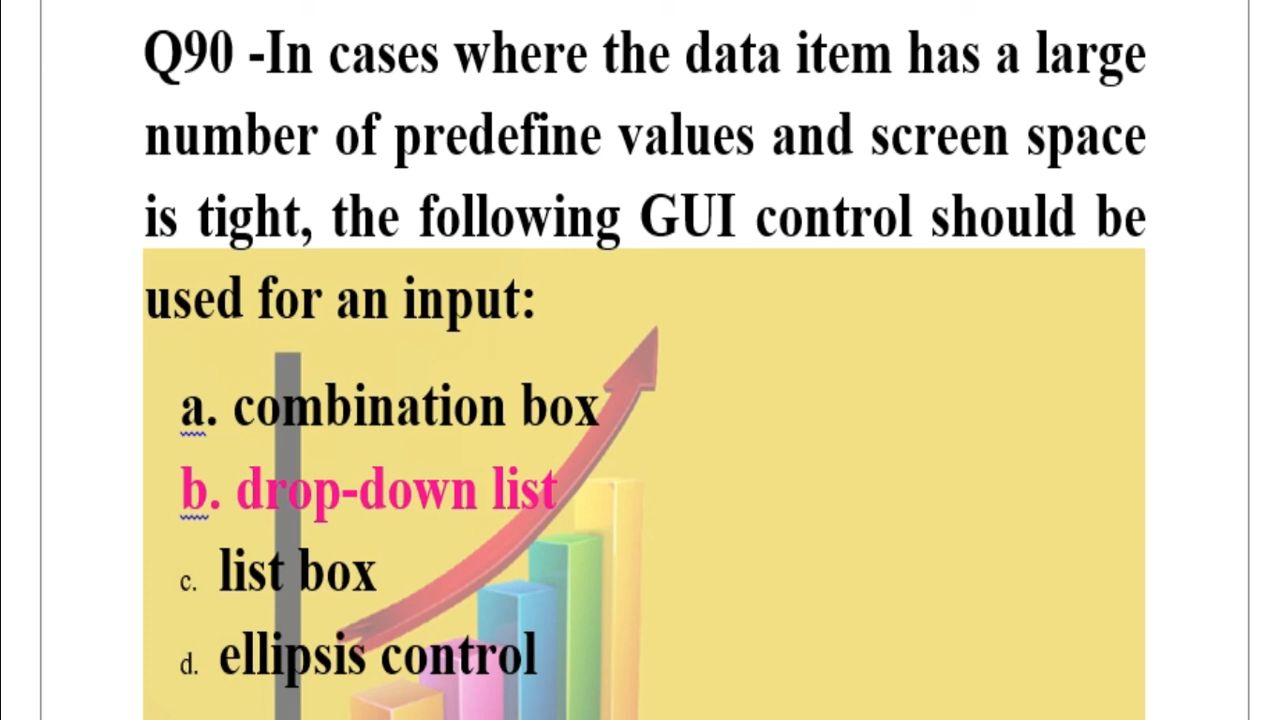 Q90 -In cases where the data item has a large
number of predefine values and screen space
is tight, the following GUI control should be
used for an input:
a. combination box
b. drop-down list
c. list box
d. ellipsis control